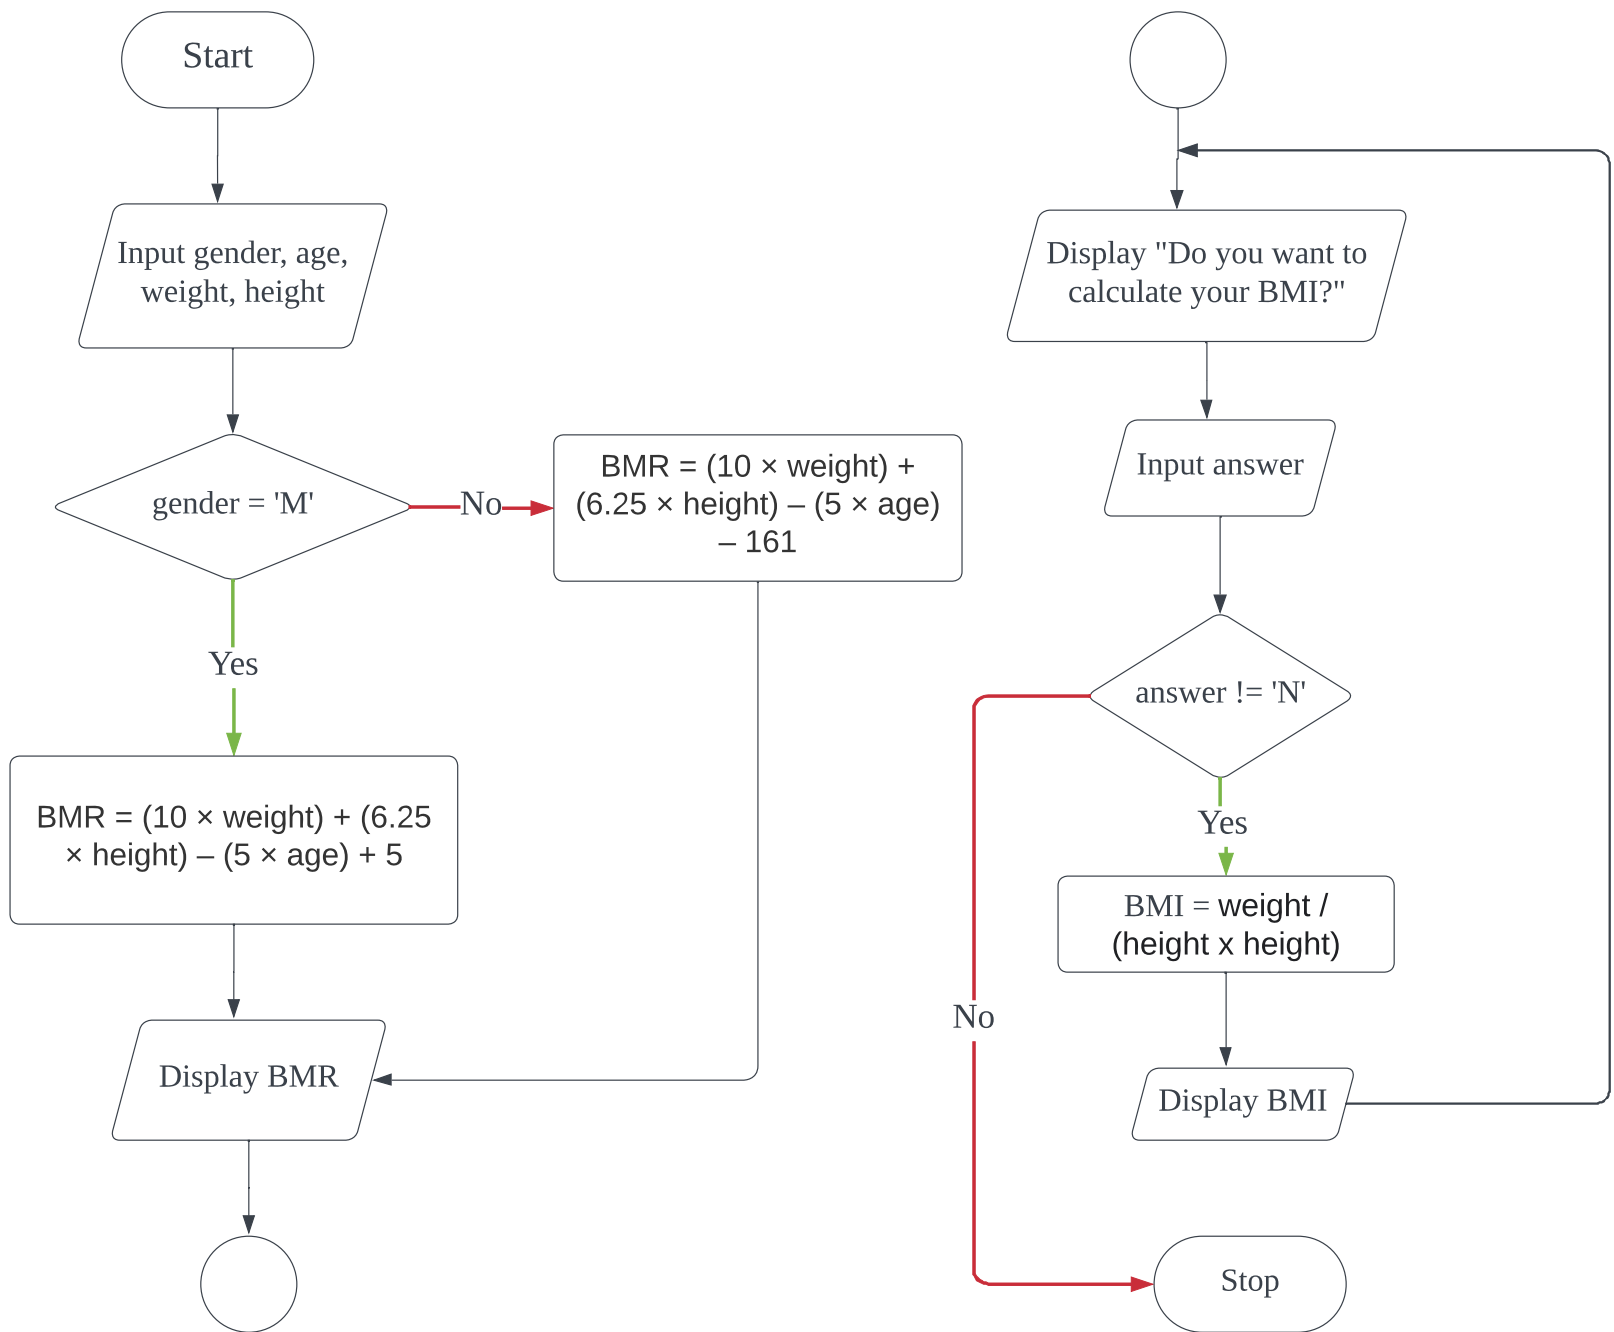 Start
Input gender, age,
weight, height
gender = 'M'
No
BMR = (10 × weight) +
(6.25 × height) – (5 × age)
– 161
Yes
BMR = (10 × weight) + (6.25
× height) – (5 × age) + 5
Display BMR
Display "Do you want to
calculate your BMI?"
Input answer
answer != 'N'
Yes
BMI = weight /
(height x height)
No
Display BMI
Stop